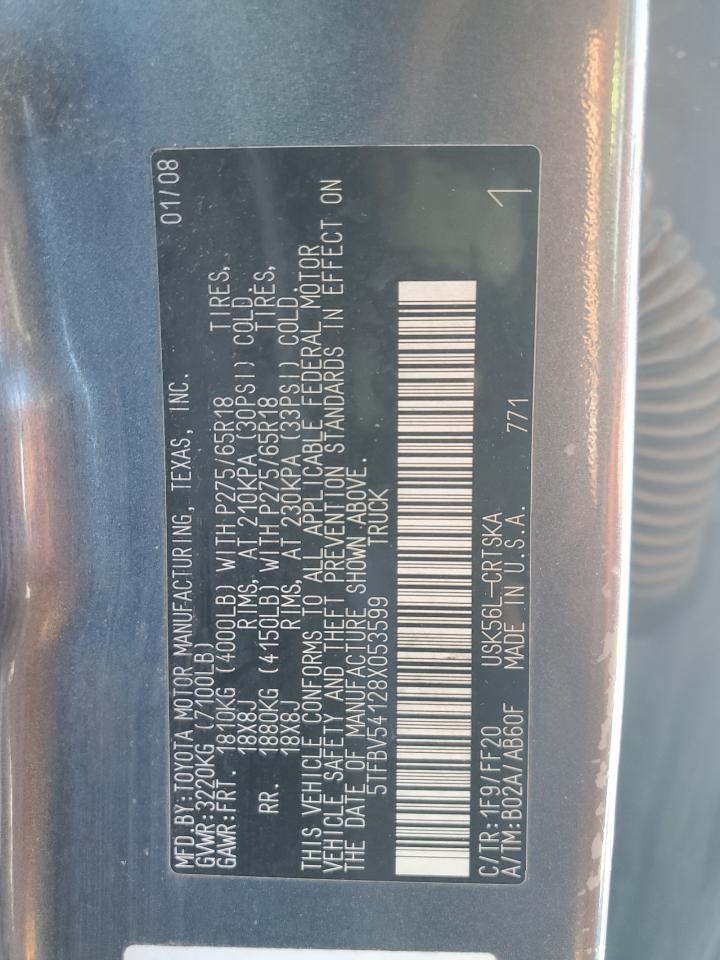 MFD. BY: TOYOTA MOTOR MANUFACTURING, TEXAS, INC. 01/08
GVWR: 3220KG (7100LB)
GAWR: FRT. 1810KG (4000LB) WITH P275/65R18 TIRES,
18X8J RIMS, AT 210KPA (30PSI) COLD.
RR. 1880KG (4150LB) WITH P275/65R18 TIRES,
18X8J RIMS, AT 230KPA (33PSI) COLD.
THIS VEHICLE CONFORMS TO ALL APPLICABLE FEDERAL MOTOR
VEHICLE SAFETY AND THEFT PREVENTION STANDARDS IN EFFECT ON
THE DATE OF MANUFACTURE SHOWN ABOVE.
5TFBV54128X053599 TRUCK
C/TR: 1F9/FF20 USK56L-CRTSKA
A/TM: B02A/AB60F MADE IN U.S.A. 771 1